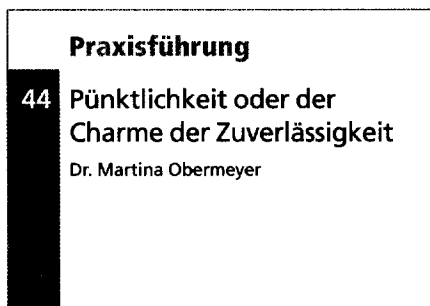 Praxisführung
44 Pünktlichkeit oder der
Charme der Zuverlässigkeit
Dr. Martina Obermeyer